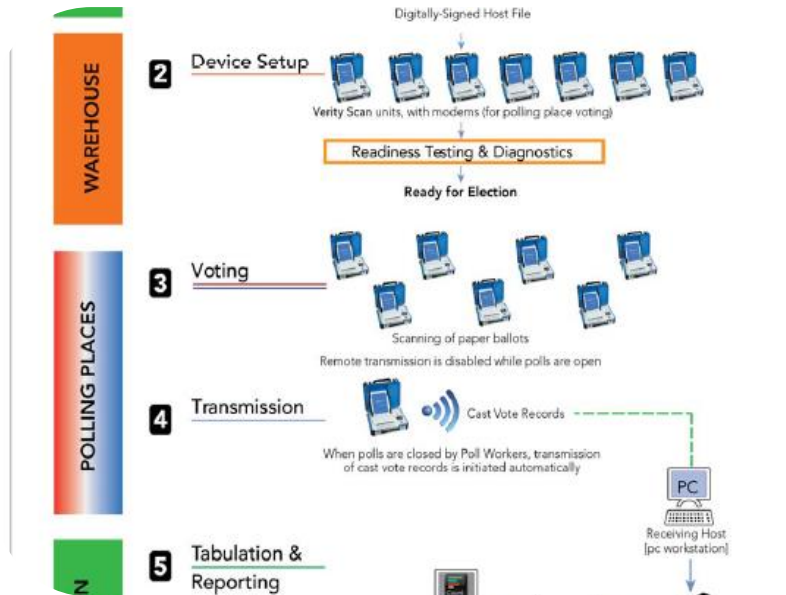 Digitally-Signed Host File
WAREHOUSE
2
Device Setup
Verity Scan units, with modems (for polling place voting)
Readiness Testing & Diagnostics
Ready for Election
POLLING PLACES
3
Voting
Scanning of paper ballots
Remote transmission is disabled while polls are open
4
Transmission
Cast Vote Records
When polls are closed by Poll Workers, transmission
of cast vote records is initiated automatically
PC
Receiving Host
[pc workstation]
N
5
Tabulation &
Reporting